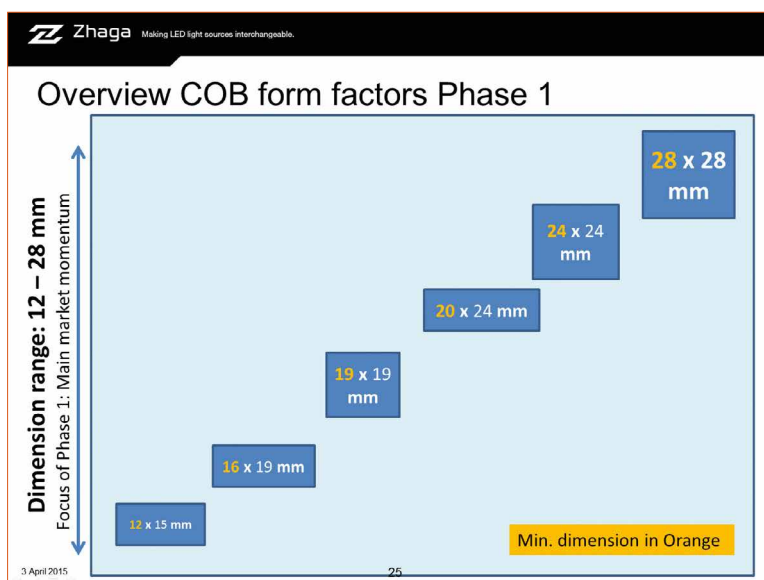 Zhaga Making LED light sources interchangeable.
Overview COB form factors Phase 1
Dimension range: 12 – 28 mm
Focus of Phase 1: Main market momentum
28 x 28
mm
24 x 24
mm
20 x 24 mm
19 x 19
mm
16 x 19 mm
12 x 15 mm
Min. dimension in Orange
3 April 2015
25